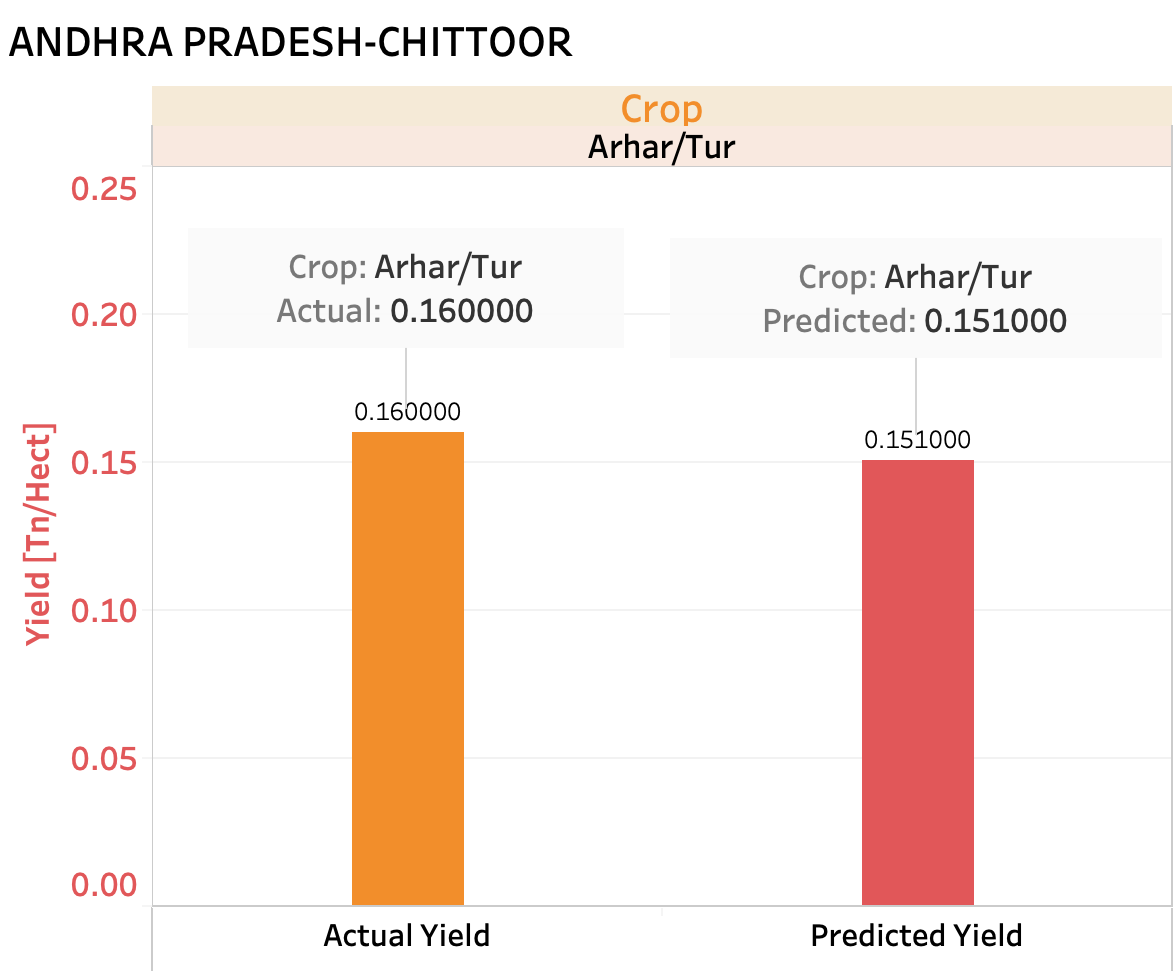 ANDHRA PRADESH-CHITTOOR
Crop
Arhar/Tur
0.25
0.20
0.15
0.10
0.05
0.00
Yield [Tn/Hect]
Crop: Arhar/Tur
Actual: 0.160000
0.160000
Crop: Arhar/Tur
Predicted: 0.151000
0.151000
Actual Yield
Predicted Yield